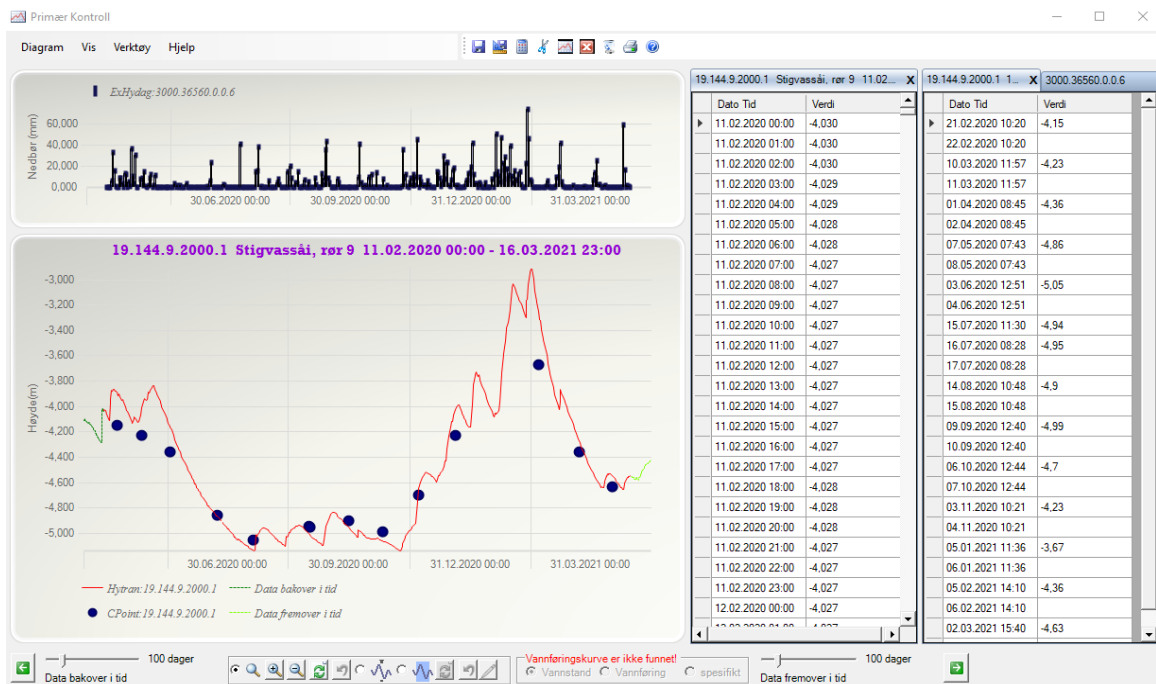 Primær Kontroll
Diagram Vis Verktøy Hjelp
ExHydag:3000.36560.0.0.6
Nedbør (mm)
60,000
40,000
20,000
0,000
30.06.2020 00:00 30.09.2020 00:00 31.12.2020 00:00 31.03.2021 00:00
19.144.9.2000.1 Stigvassåi, rør 9 11.02.2020 00:00 - 16.03.2021 23:00
Høyde(m)
-3,000
-3,200
-3,400
-3,600
-3,800
-4,000
-4,200
-4,400
-4,600
-4,800
-5,000
30.06.2020 00:00 30.09.2020 00:00 31.12.2020 00:00 31.03.2021 00:00
Hytran:19.144.9.2000.1 Data bakover i tid
CPoint:19.144.9.2000.1 Data fremover i tid
19.144.9.2000.1 Stigvassåi, rør 9 11.02... X
Dato Tid Verdi
11.02.2020 00:00 -4,030
11.02.2020 01:00 -4,030
11.02.2020 02:00 -4,030
11.02.2020 03:00 -4,029
11.02.2020 04:00 -4,029
11.02.2020 05:00 -4,028
11.02.2020 06:00 -4,028
11.02.2020 07:00 -4,027
11.02.2020 08:00 -4,027
11.02.2020 09:00 -4,027
11.02.2020 10:00 -4,027
11.02.2020 11:00 -4,027
11.02.2020 12:00 -4,027
11.02.2020 13:00 -4,027
11.02.2020 14:00 -4,027
11.02.2020 15:00 -4,027
11.02.2020 16:00 -4,027
11.02.2020 17:00 -4,027
11.02.2020 18:00 -4,028
11.02.2020 19:00 -4,028
11.02.2020 20:00 -4,028
11.02.2020 21:00 -4,027
11.02.2020 22:00 -4,027
11.02.2020 23:00 -4,027
12.02.2020 00:00 -4,027
19.144.9.2000.1 1... X 3000.36560.0.0.6
Dato Tid Verdi
21.02.2020 10:20 -4,15
22.02.2020 10:20
10.03.2020 11:57 -4,23
11.03.2020 11:57
01.04.2020 08:45 -4,36
02.04.2020 08:45
07.05.2020 07:43 -4,86
08.05.2020 07:43
03.06.2020 12:51 -5,05
04.06.2020 12:51
15.07.2020 11:30 -4,94
16.07.2020 08:28 -4,95
17.07.2020 08:28
14.08.2020 10:48 -4,9
15.08.2020 10:48
09.09.2020 12:40 -4,99
10.09.2020 12:40
06.10.2020 12:44 -4,7
07.10.2020 12:44
03.11.2020 10:21 -4,23
04.11.2020 10:21
05.01.2021 11:36 -3,67
06.01.2021 11:36
05.02.2021 14:10 -4,36
06.02.2021 14:10
02.03.2021 15:40 -4,63
100 dager
Data bakover i tid
Vannføringskurve er ikke funnet!
Vannstand Vannføring spesifikt
100 dager
Data fremover i tid